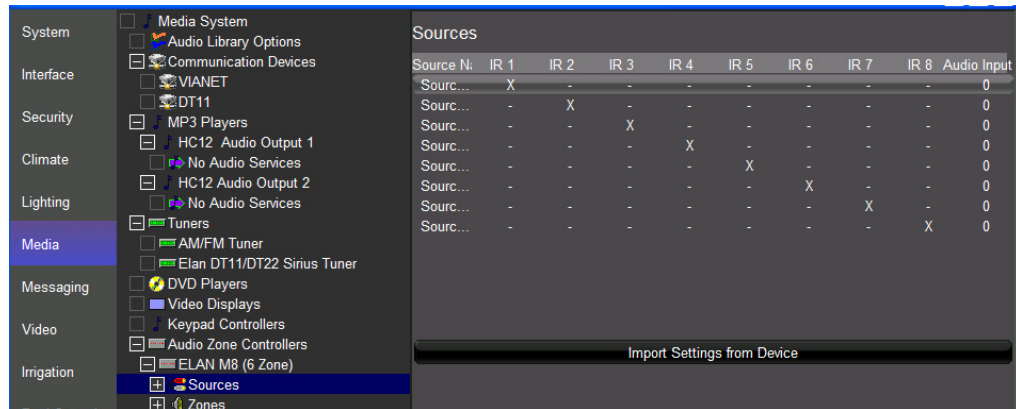 System
Interface
Security
Climate
Lighting
Media
Messaging
Video
Irrigation
Media System
Audio Library Options
Communication Devices
VIANET
DT11
MP3 Players
HC12 Audio Output 1
No Audio Services
HC12 Audio Output 2
No Audio Services
Tuners
AM/FM Tuner
Elan DT11/DT22 Sirius Tuner
DVD Players
Video Displays
Keypad Controllers
Audio Zone Controllers
ELAN M8 (6 Zone)
Sources
Zones
Sources
Source Na IR 1 IR 2 IR 3 IR 4 IR 5 IR 6 IR 7 IR 8 Audio Input
Sourc... X - - - - - - - 0
Sourc... - X - - - - - - 0
Sourc... - - X - - - - - 0
Sourc... - - - X - - - - 0
Sourc... - - - - X - - - 0
Sourc... - - - - - X - - 0
Sourc... - - - - - - X - 0
Sourc... - - - - - - - X 0
Import Settings from Device